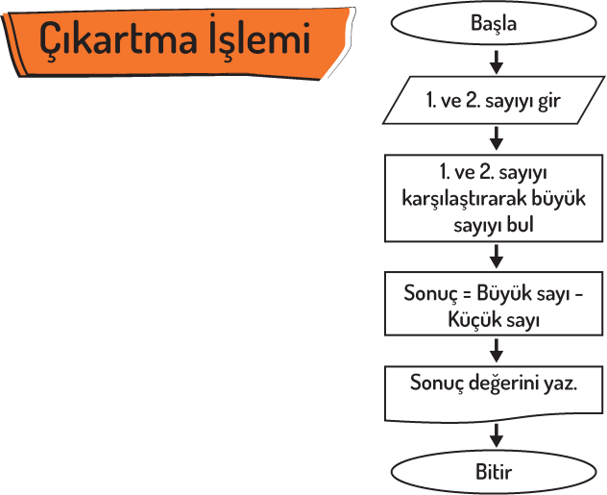 Çıkartma İşlemi
Başla
1. ve 2. sayıyı gir
1. ve 2. sayıyı
karşılaştırarak büyük
sayıyı bul
Sonuç = Büyük sayı -
Küçük sayı
Sonuç değerini yaz.
Bitir